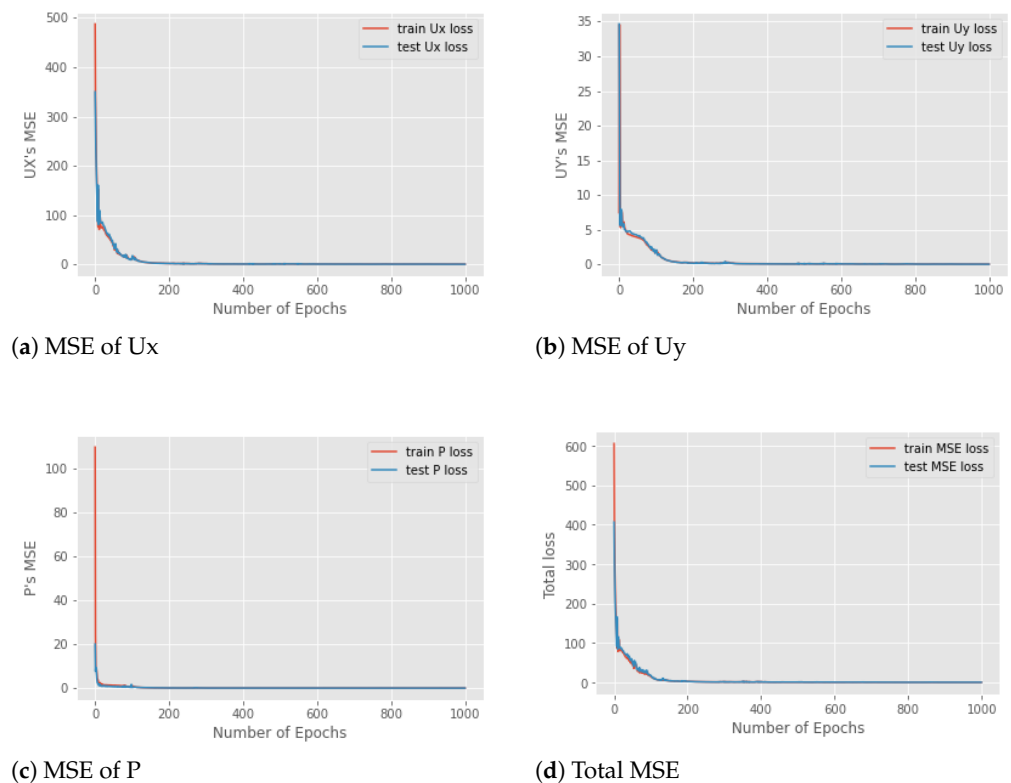 500
400
300
200
100
0
UX's MSE
train Ux loss
test Ux loss
0 200 400 600 800 1000
Number of Epochs
(a) MSE of Ux
35
30
25
20
15
10
5
0
UY's MSE
train Uy loss
test Uy loss
0 200 400 600 800 1000
Number of Epochs
(b) MSE of Uy
100
80
60
40
20
0
P's MSE
train P loss
test P loss
0 200 400 600 800 1000
Number of Epochs
(c) MSE of P
600
500
400
300
200
100
0
Total loss
train MSE loss
test MSE loss
0 200 400 600 800 1000
Number of Epochs
(d) Total MSE